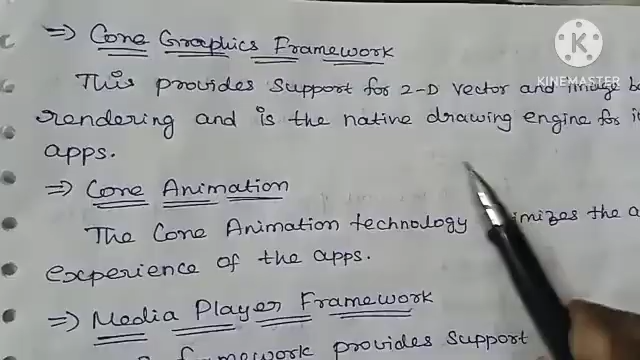 ⇒ Core Graphics Framework
This provides support for 2-D vector and image
rendering and is the native drawing engine for
apps.
⇒ Core Animation
The Core Animation technology the
experience of the apps.
⇒ Media Player Framework
framework provides support
K
KINEMASTER